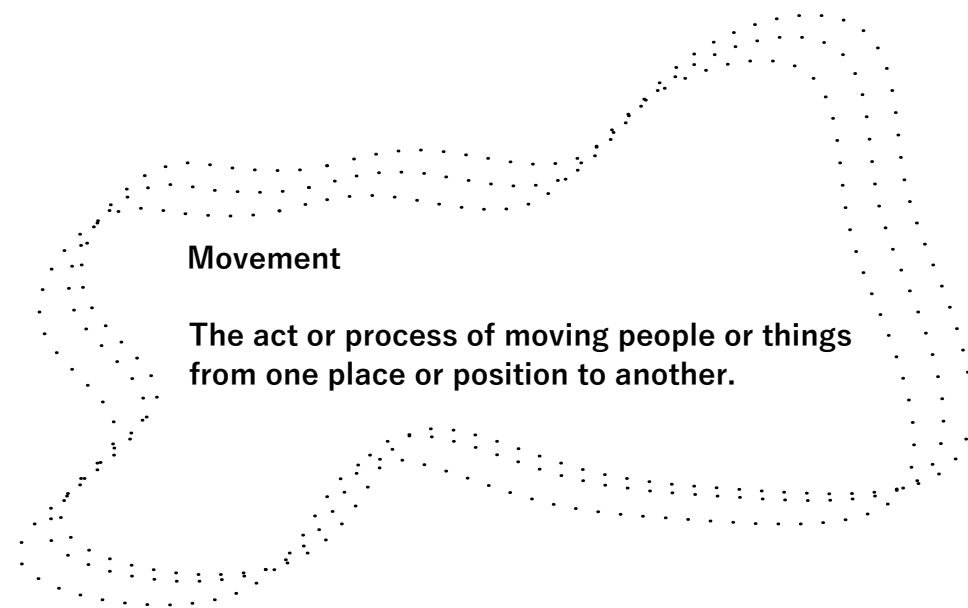 Movement
The act or process of moving people or things
from one place or position to another.